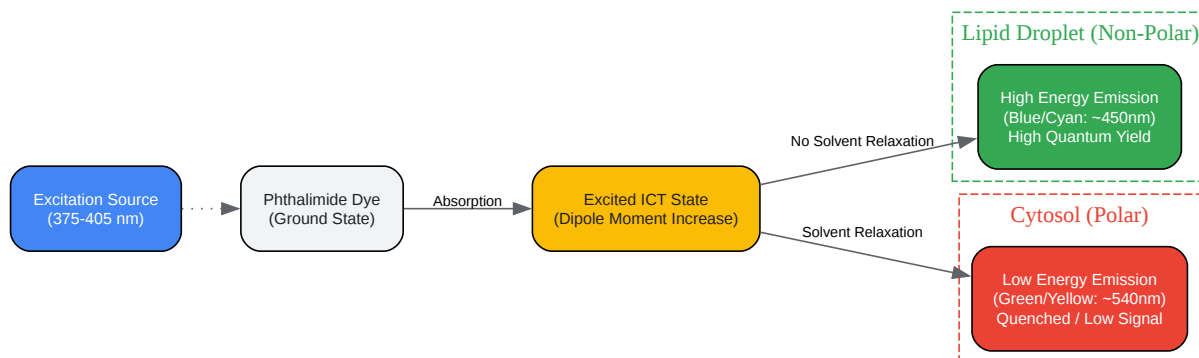 Excitation Source
(375-405 nm)
Phthalimide Dye
(Ground State)
Absorption
Excited ICT State
(Dipole Moment Increase)
No Solvent Relaxation
Solvent Relaxation
Lipid Droplet (Non-Polar)
High Energy Emission
(Blue/Cyan: ~450nm)
High Quantum Yield
Cytosol (Polar)
Low Energy Emission
(Green/Yellow: ~540nm)
Quenched / Low Signal